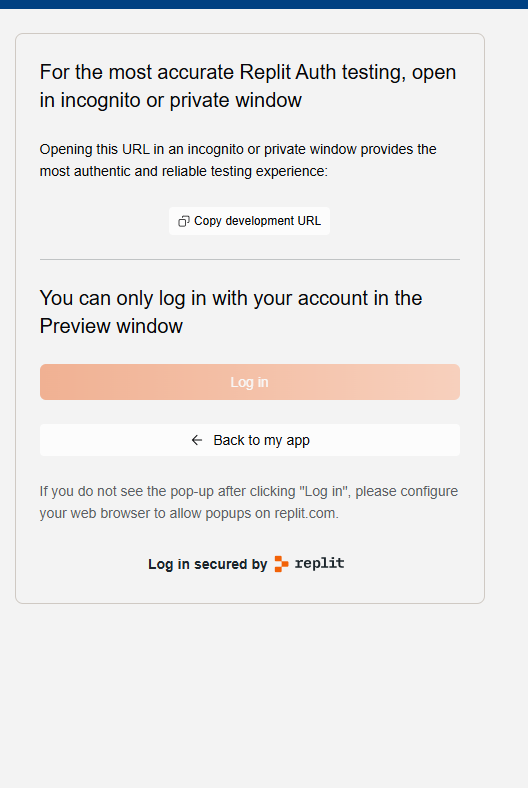 For the most accurate Replit Auth testing, open
in incognito or private window
Opening this URL in an incognito or private window provides the
most authentic and reliable testing experience:
Copy development URL
You can only log in with your account in the
Preview window
Log in
Back to my app
If you do not see the pop-up after clicking "Log in", please configure
your web browser to allow popups on replit.com.
Log in secured by replit